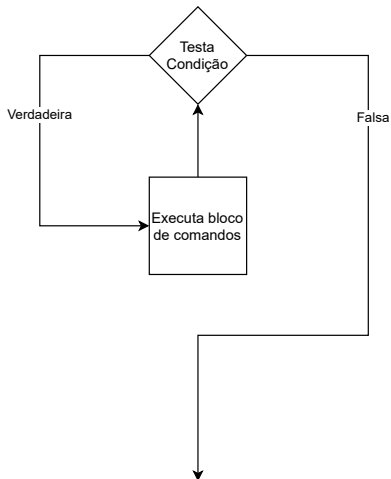 Testa
Condição
Verdadeira
Falsa
Executa bloco
de comandos